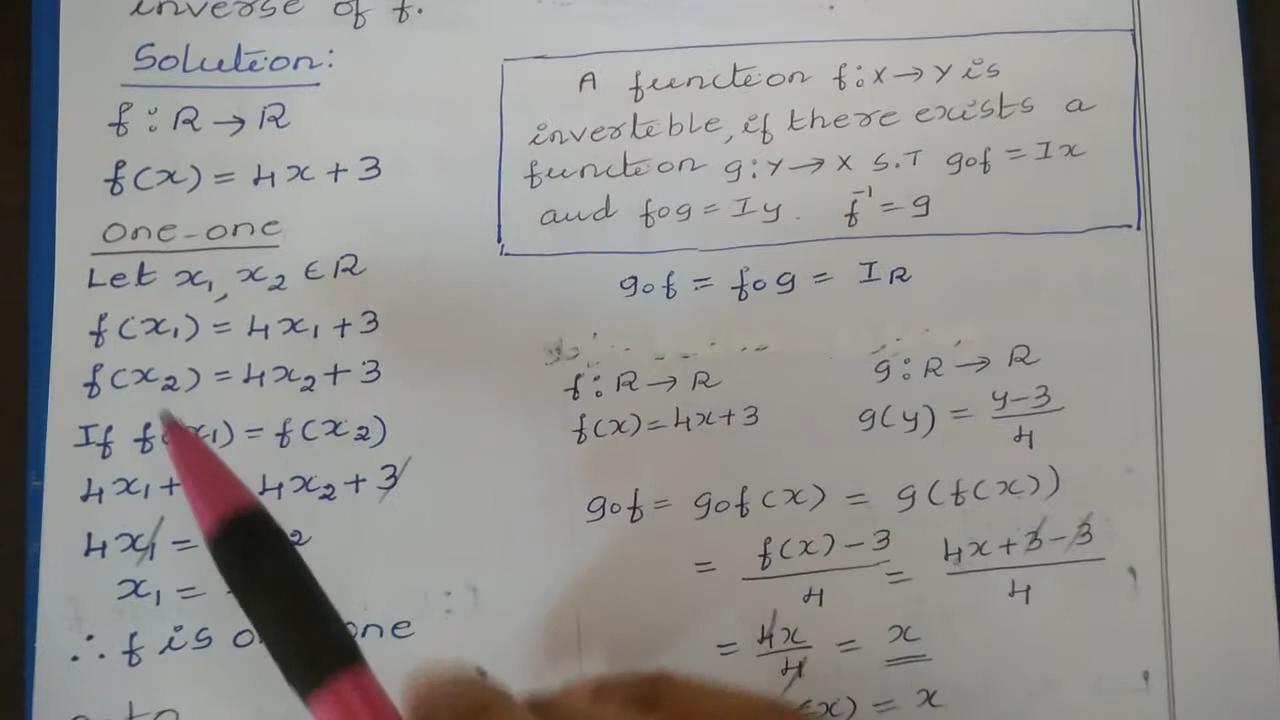 inverse of f.
Solution:
f : R → R
f(x) = 4x + 3
One-one
Let x₁, x₂ ∈ R
f(x₁) = 4x₁ + 3
f(x₂) = 4x₂ + 3
If f(x₁) = f(x₂)
4x₁ + 4x₂ + 3
4x₁ = 2
x₁ =
∴ f is one
A function f : X → Y is
invertible, if there exists a
function g : Y → X S.T gof = Ix
and fog = Iy. f⁻¹ = g
gof = fog = I R
f : R → R
f(x) = 4x + 3
g : R → R
g(y) = y-3 / 4
gof = gof(x) = g(f(x))
= f(x) - 3 / 4 = 4x + 3 - 3 / 4
= 4x / 4 = x
(x) = x